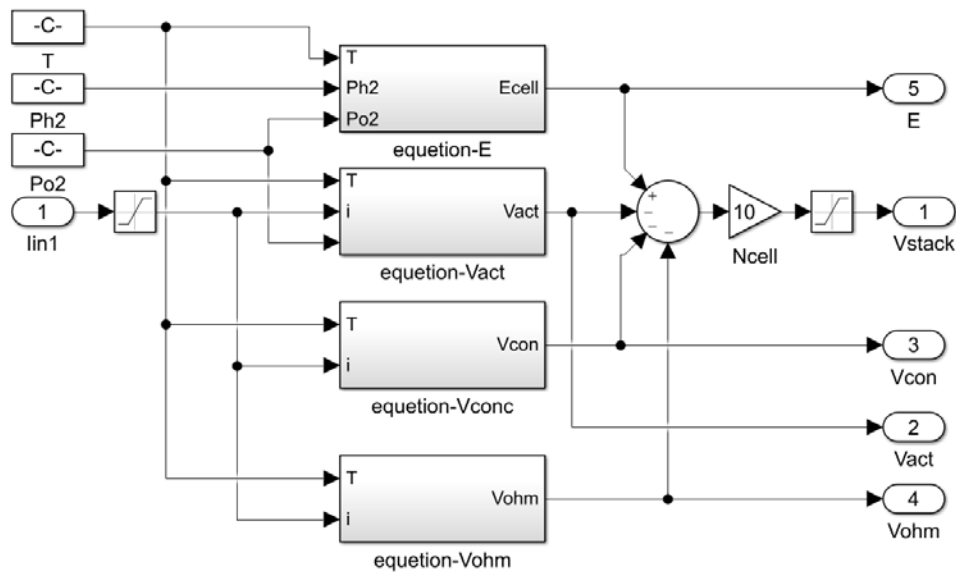 -C-
T
-C-
Ph2
-C-
Po2
1
Iin1
T
Ph2
Po2
Ecell
equetion-E
T
i
Vact
equetion-Vact
T
i
Vcon
equetion-Vconc
T
i
Vohm
equetion-Vohm
+
−
−
−
10
Ncell
5
E
1
Vstack
3
Vcon
2
Vact
4
Vohm